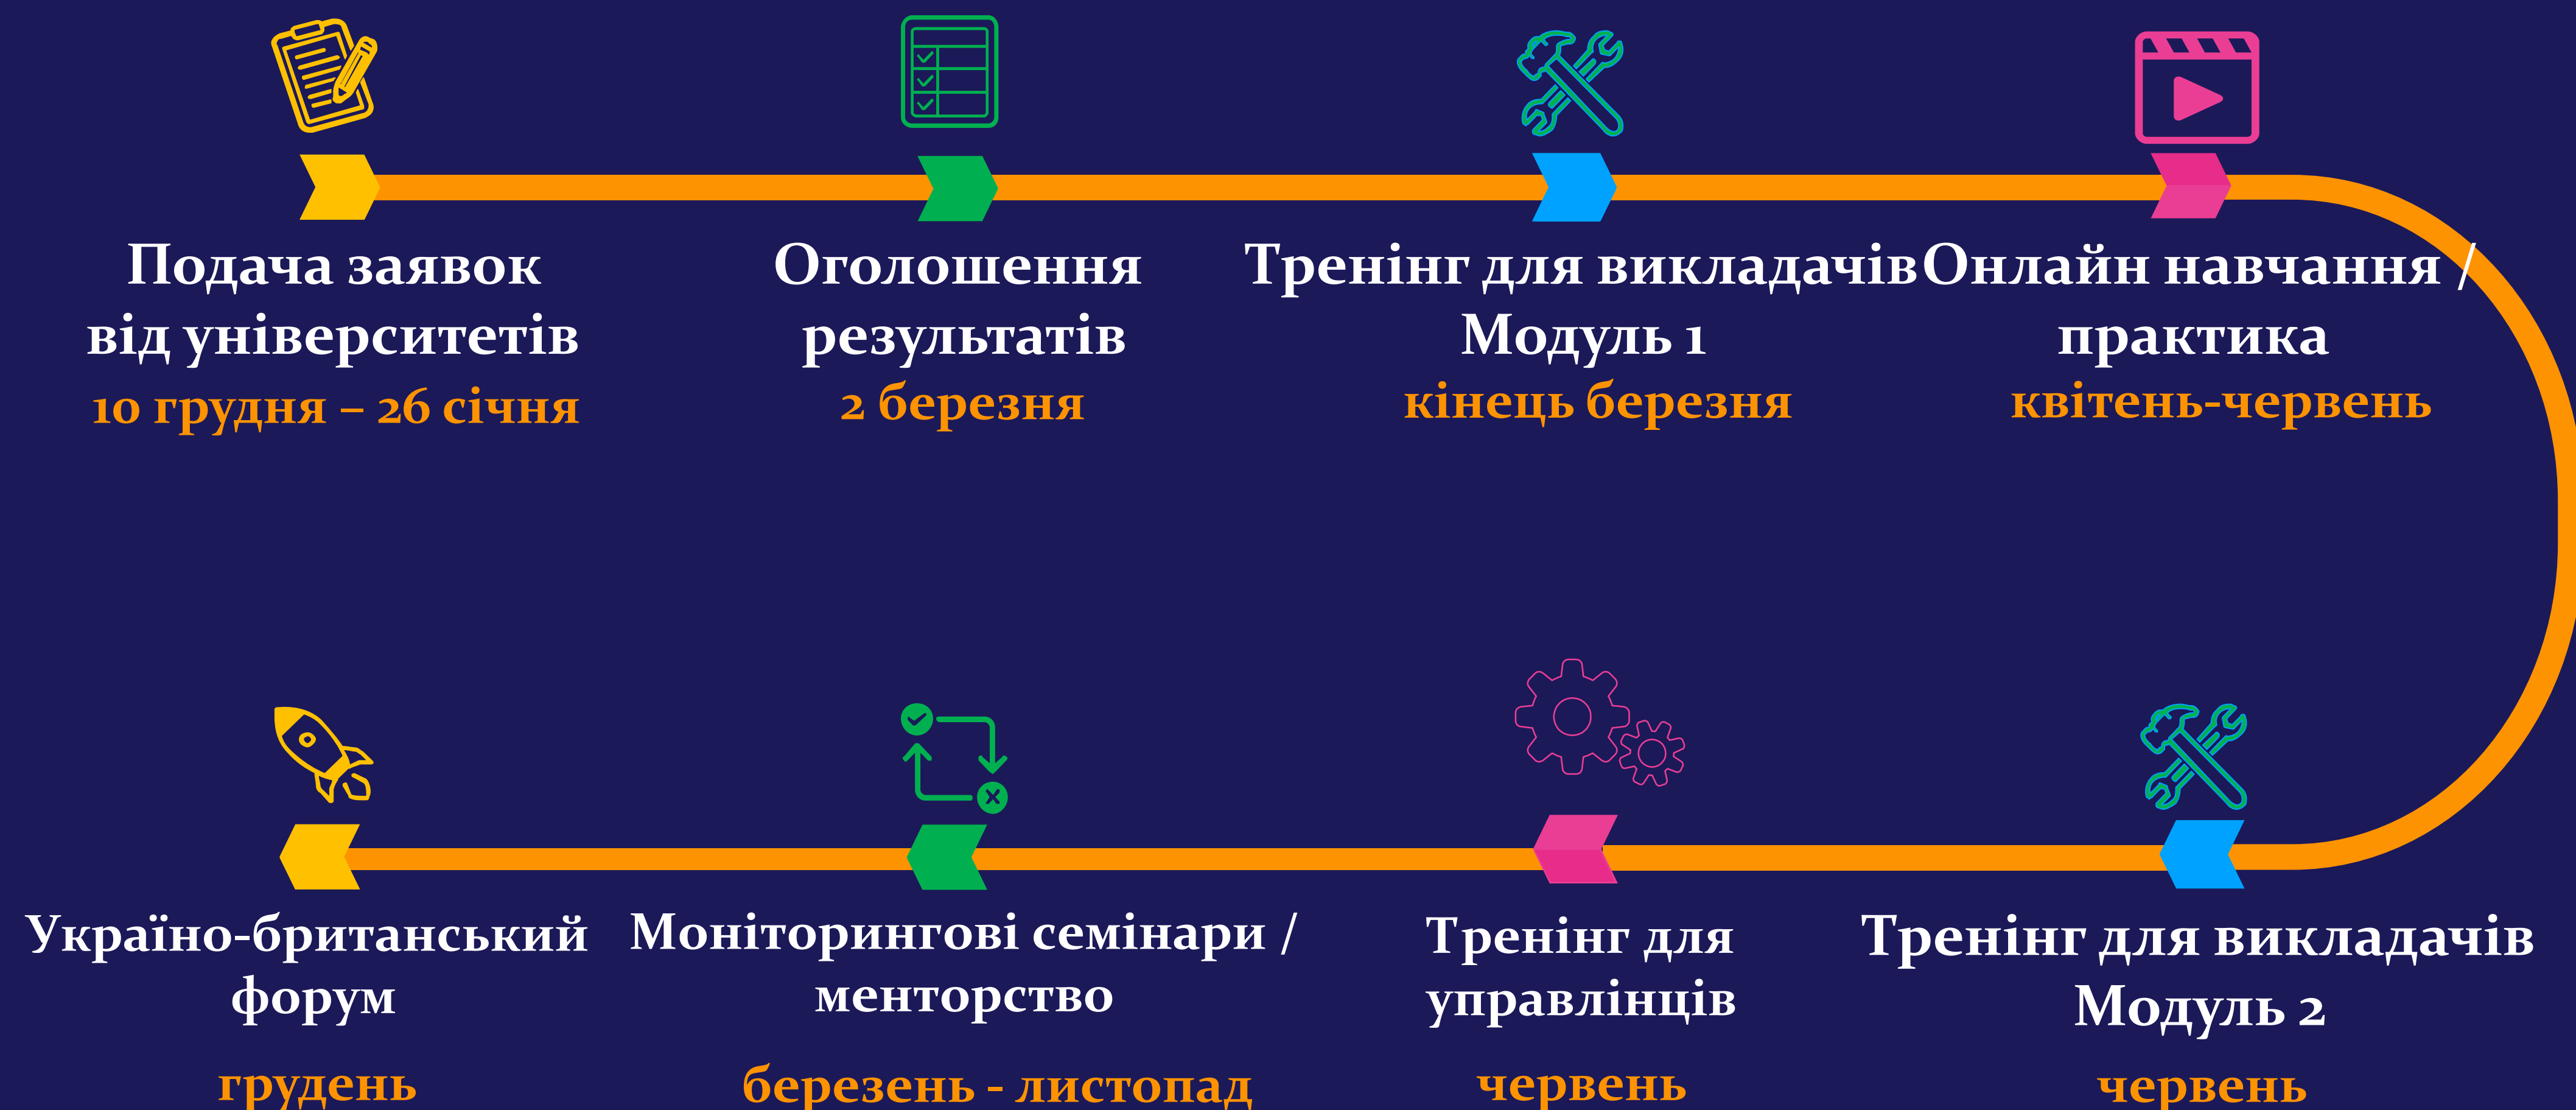 Подача заявок
від університетів
10 грудня – 26 січня
Оголошення
результатів
2 березня
Тренінг для викладачів
Модуль 1
кінець березня
Онлайн навчання /
практика
квітень-червень
Тренінг для викладачів
Модуль 2
червень
Тренінг для
управлінців
червень
Моніторингові семінари /
менторство
березень - листопад
Україно-британський
форум
грудень